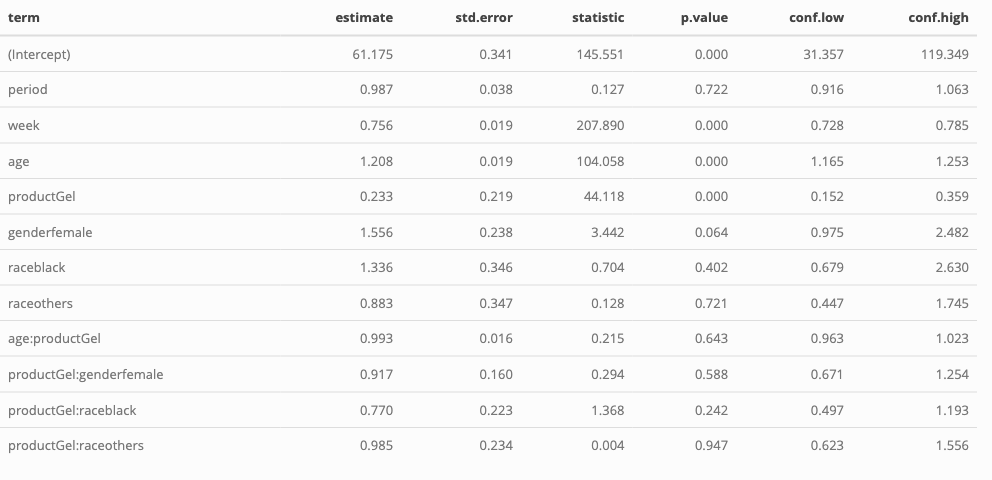 term estimate std.error statistic p.value conf.low conf.high
(Intercept) 61.175 0.341 145.551 0.000 31.357 119.349
period 0.987 0.038 0.127 0.722 0.916 1.063
week 0.756 0.019 207.890 0.000 0.728 0.785
age 1.208 0.019 104.058 0.000 1.165 1.253
productGel 0.233 0.219 44.118 0.000 0.152 0.359
genderfemale 1.556 0.238 3.442 0.064 0.975 2.482
raceblack 1.336 0.346 0.704 0.402 0.679 2.630
raceothers 0.883 0.347 0.128 0.721 0.447 1.745
age:productGel 0.993 0.016 0.215 0.643 0.963 1.023
productGel:genderfemale 0.917 0.160 0.294 0.588 0.671 1.254
productGel:raceblack 0.770 0.223 1.368 0.242 0.497 1.193
productGel:raceothers 0.985 0.234 0.004 0.947 0.623 1.556